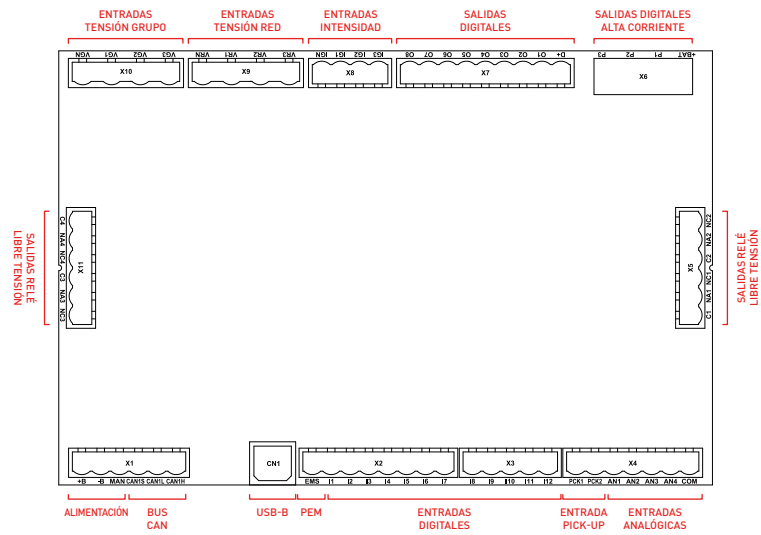 ENTRADAS
TENSIÓN GRUPO
ENTRADAS
TENSIÓN RED
ENTRADAS
INTENSIDAD
SALIDAS
DIGITALES
SALIDAS DIGITALES
ALTA CORRIENTE
VGN VG1 VG2 VG3
VRN VR1 VR2 VR3
IGN IG1 IG2 IG3
O8 O7 O6 O5 O4 O3 O2 O1 D+
P3 P2 P1 +BAT
X10
X9
X8
X7
X6
SALIDAS RELÉ
LIBRE TENSIÓN
C4 NA4 NC4 C3 NA3 NC3
X11
X5
NC2 NA2 C2 NC1 NA1 C1
SALIDAS RELÉ
LIBRE TENSIÓN
X1
CN1
X2
X3
X4
+B -B MAN CAN1S CAN1L CAN1H
EMS I1 I2 I3 I4 I5 I6 I7
I8 I9 I10 I11 I12
PCK1 PCK2 AN1 AN2 AN3 AN4 COM
ALIMENTACIÓN
BUS
CAN
USB-B
PEM
ENTRADAS
DIGITALES
ENTRADA
PICK-UP
ENTRADAS
ANALÓGICAS